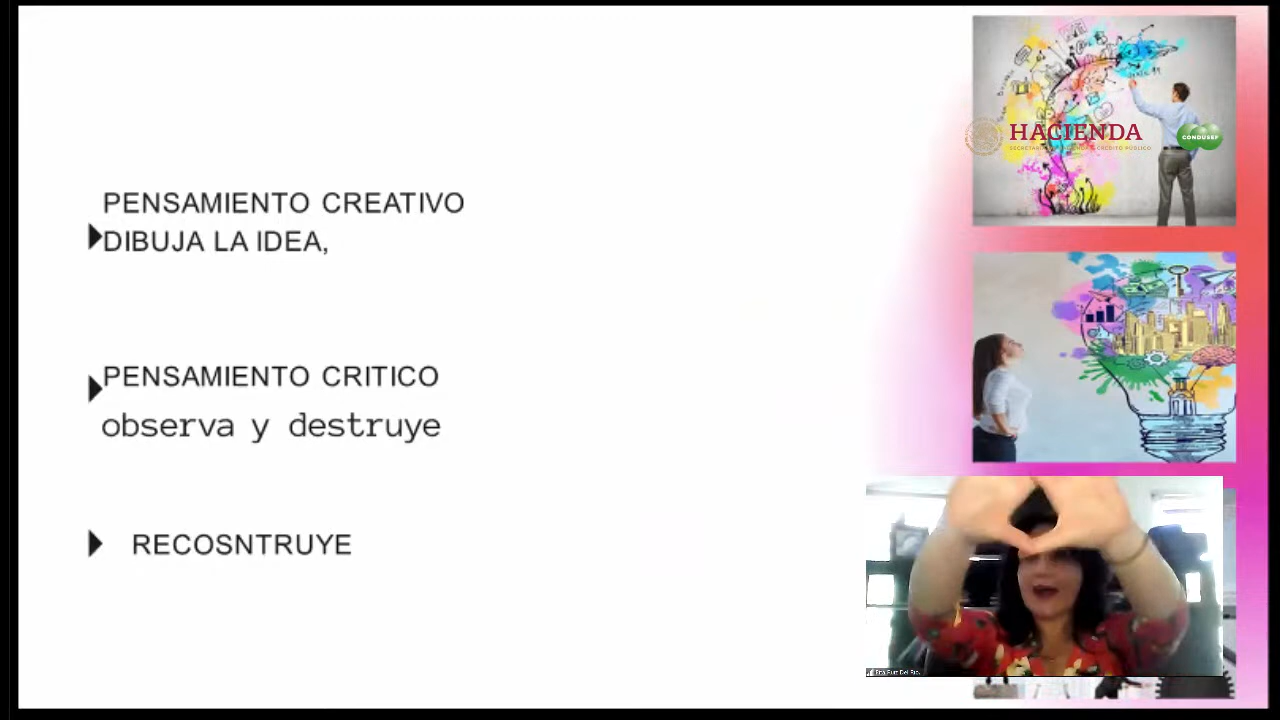 PENSAMIENTO CREATIVO
DIBUJA LA IDEA,
PENSAMIENTO CRITICO
observa y destruye
RECOSNTRUYE
HACIENDA
CONDUSEF